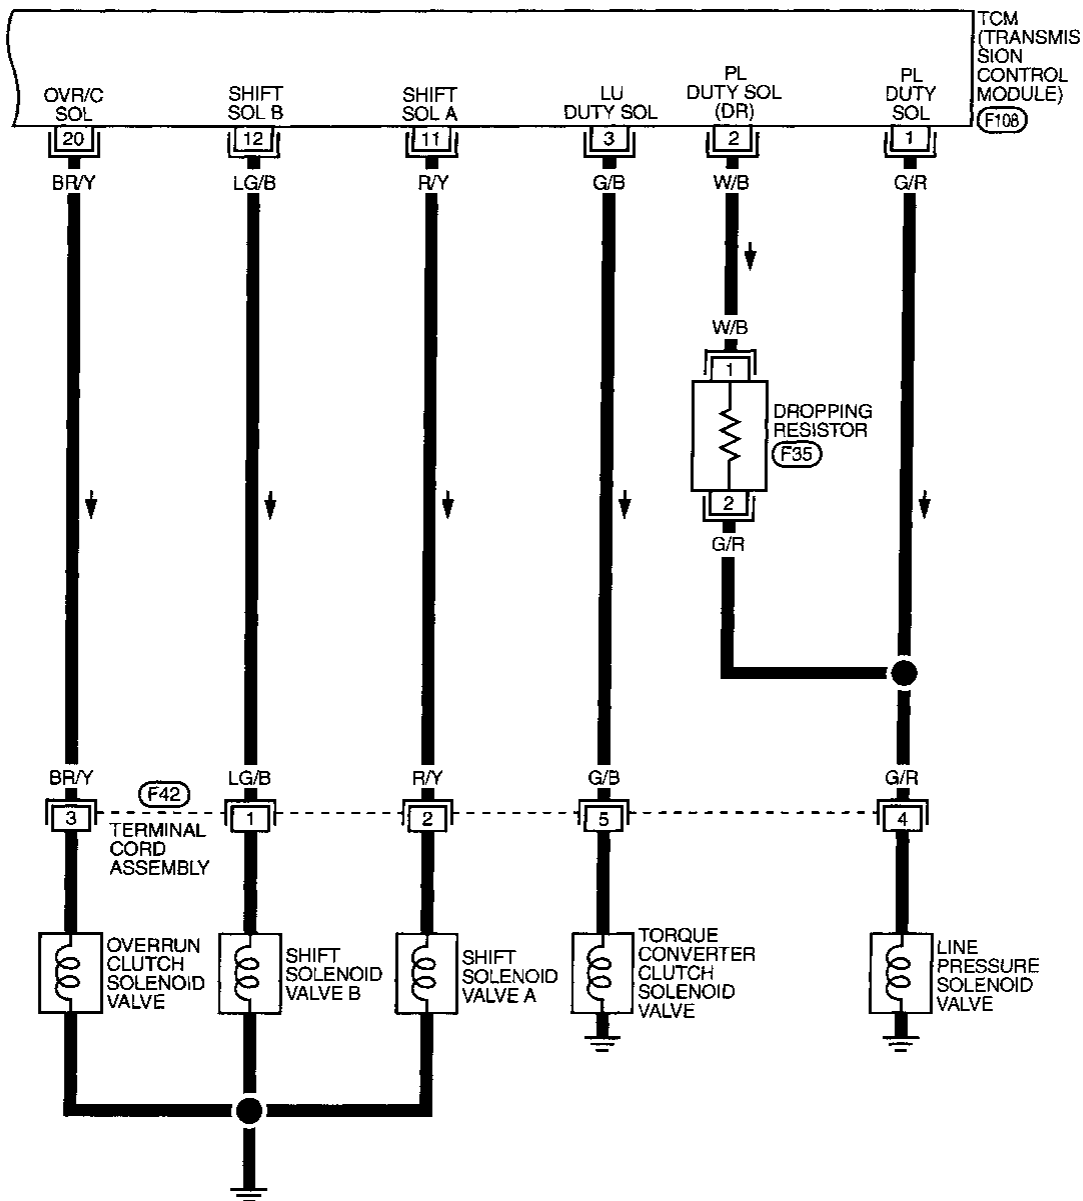 TCM
(TRANSMIS
SION
CONTROL
MODULE)
F108
OVR/C
SOL
SHIFT
SOL B
SHIFT
SOL A
LU
DUTY SOL
PL
DUTY SOL
(DR)
PL
DUTY
SOL
20
12
11
3
2
1
BR/Y
LG/B
R/Y
G/B
W/B
G/R
W/B
1
DROPPING
RESISTOR
F35
2
G/R
BR/Y
LG/B
R/Y
G/B
G/R
F42
3
1
2
5
4
TERMINAL
CORD
ASSEMBLY
OVERRUN
CLUTCH
SOLENOID
VALVE
SHIFT
SOLENOID
VALVE B
SHIFT
SOLENOID
VALVE A
TORQUE
CONVERTER
CLUTCH
SOLENOID
VALVE
LINE
PRESSURE
SOLENOID
VALVE